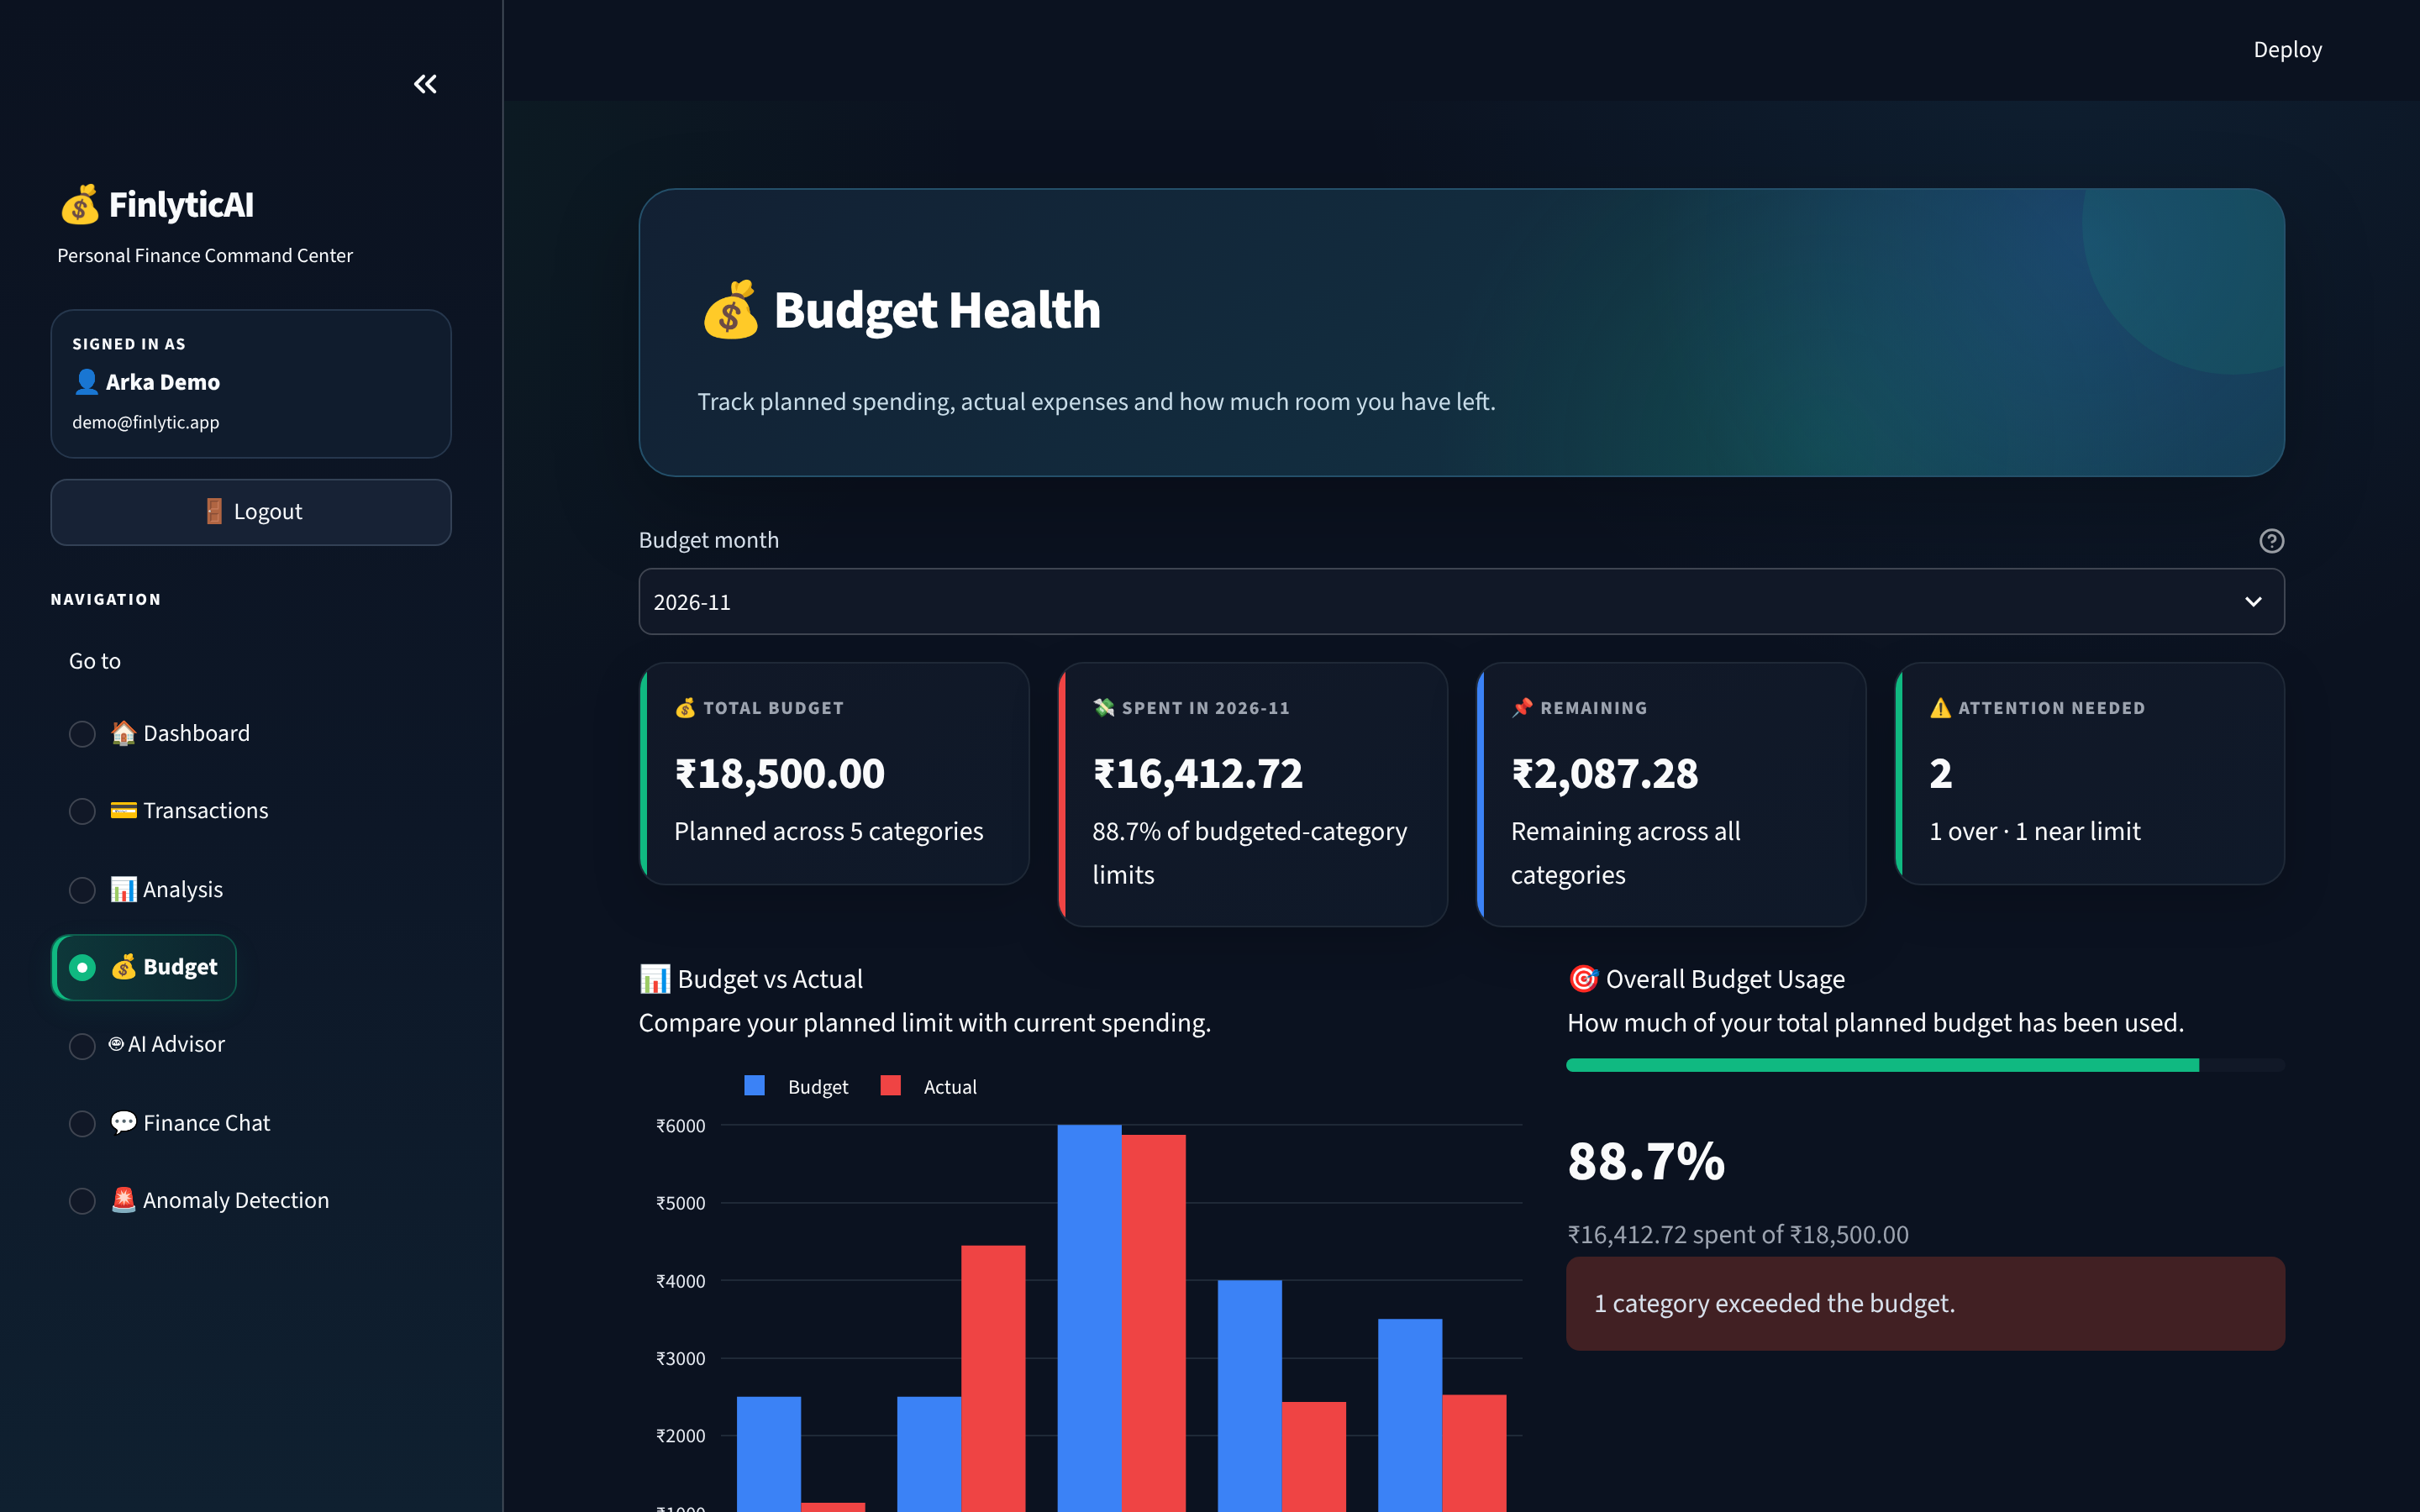 Deploy
FinlyticAI
Personal Finance Command Center
SIGNED IN AS
Arka Demo
demo@finlytic.app
Logout
NAVIGATION
Go to
Dashboard
Transactions
Analysis
Budget
AI Advisor
Finance Chat
Anomaly Detection
Budget Health
Track planned spending, actual expenses and how much room you have left.
Budget month
2026-11
TOTAL BUDGET
₹18,500.00
Planned across 5 categories
SPENT IN 2026-11
₹16,412.72
88.7% of budgeted-category
limits
REMAINING
₹2,087.28
Remaining across all
categories
ATTENTION NEEDED
2
1 over · 1 near limit
Budget vs Actual
Compare your planned limit with current spending.
Budget
Actual
₹6000
₹5000
₹4000
₹3000
₹2000
Overall Budget Usage
How much of your total planned budget has been used.
88.7%
₹16,412.72 spent of ₹18,500.00
1 category exceeded the budget.